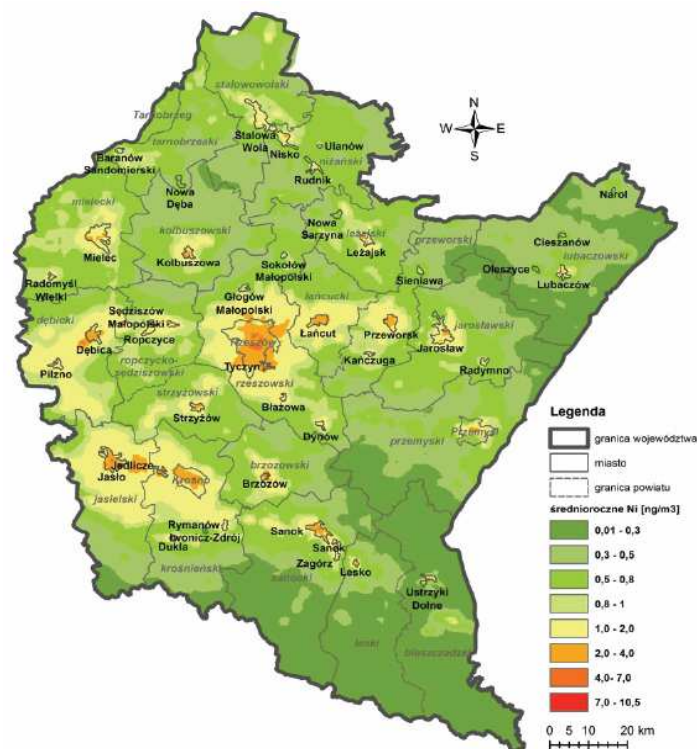 stalowowolski
N
W E
S
Tarnobrzeg
Stalowa
Wola
tarnobrzeski
Nisko
Ulanów
niżański
Baranów
Sandomierski
Rudnik
Nowa
Dęba
Narol
mielecki
Nowa
Sarzyna
leżajski
kolbuszowski
przeworski
Cieszanów
lubaczowski
Mielec
Kolbuszowa
Leżajsk
Sokołów
Małopolski
Sieniawa
Oleszyce
Lubaczów
Radomyśl
Wielki
Głogów
Małopolski
łańcucki
dębicki
Sędziszów
Małopolski
Ropczyce
Rzeszów
Łańcut
Przeworsk
jarosławski
Dębica
Jarosław
Pilzno
ropczycko-
sędziszowski
Tyczyn
Kańczuga
Radymno
rzeszowski
strzyżowski
Błażowa
Strzyżów
Dynów
przemyski
Przemyśl
Jedlicze
Jasło
Krosno
brzozowski
Brzozów
jasielski
Rymanów
Iwonicz-Zdrój
Dukla
Sanok
Sanok
Zagórz
Lesko
krośnieński
sanocki
Ustrzyki
Dolne
leski
bieszczadzki
Legenda
granica województwa
miasto
granica powiatu
średnioroczne Ni [ng/m3]
0,01 - 0,3
0,3 - 0,5
0,5 - 0,8
0,8 - 1
1,0 - 2,0
2,0 - 4,0
4,0- 7,0
7,0 - 10,5
0 5 10 20 km